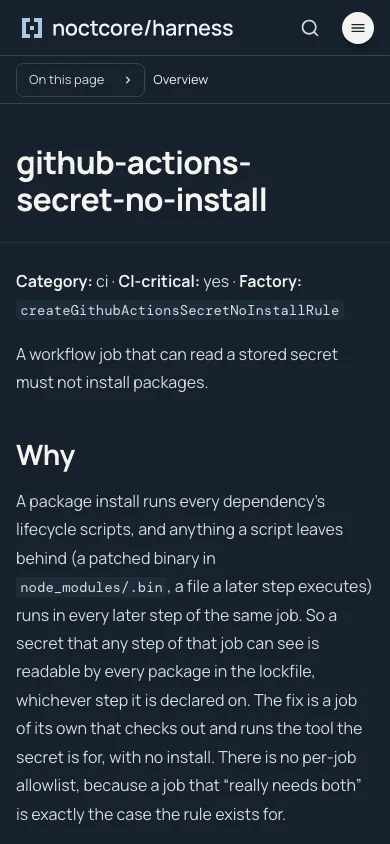 noctcore/harness
On this page
Overview
github-actions-
secret-no-install
Category: ci · CI-critical: yes · Factory:
createGithubActionsSecretNoInstallRule
A workflow job that can read a stored secret
must not install packages.
Why
A package install runs every dependency's
lifecycle scripts, and anything a script leaves
behind (a patched binary in
node_modules/.bin, a file a later step executes)
runs in every later step of the same job. So a
secret that any step of that job can see is
readable by every package in the lockfile,
whichever step it is declared on. The fix is a job
of its own that checks out and runs the tool the
secret is for, with no install. There is no per-job
allowlist, because a job that “really needs both”
is exactly the case the rule exists for.